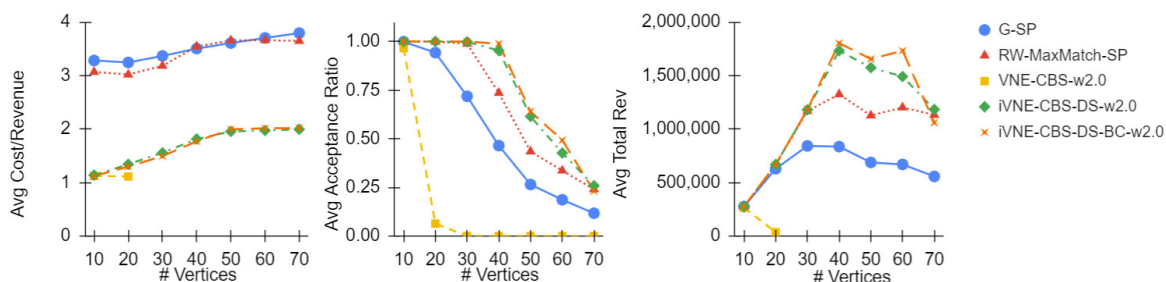 Avg Cost/Revenue
4
3
2
1
0
10 20 30 40 50 60 70
# Vertices
Avg Acceptance Ratio
1.00
0.75
0.50
0.25
0.00
10 20 30 40 50 60 70
# Vertices
Avg Total Rev
2,000,000
1,500,000
1,000,000
500,000
0
10 20 30 40 50 60 70
# Vertices
G-SP
RW-MaxMatch-SP
VNE-CBS-w2.0
iVNE-CBS-DS-w2.0
iVNE-CBS-DS-BC-w2.0